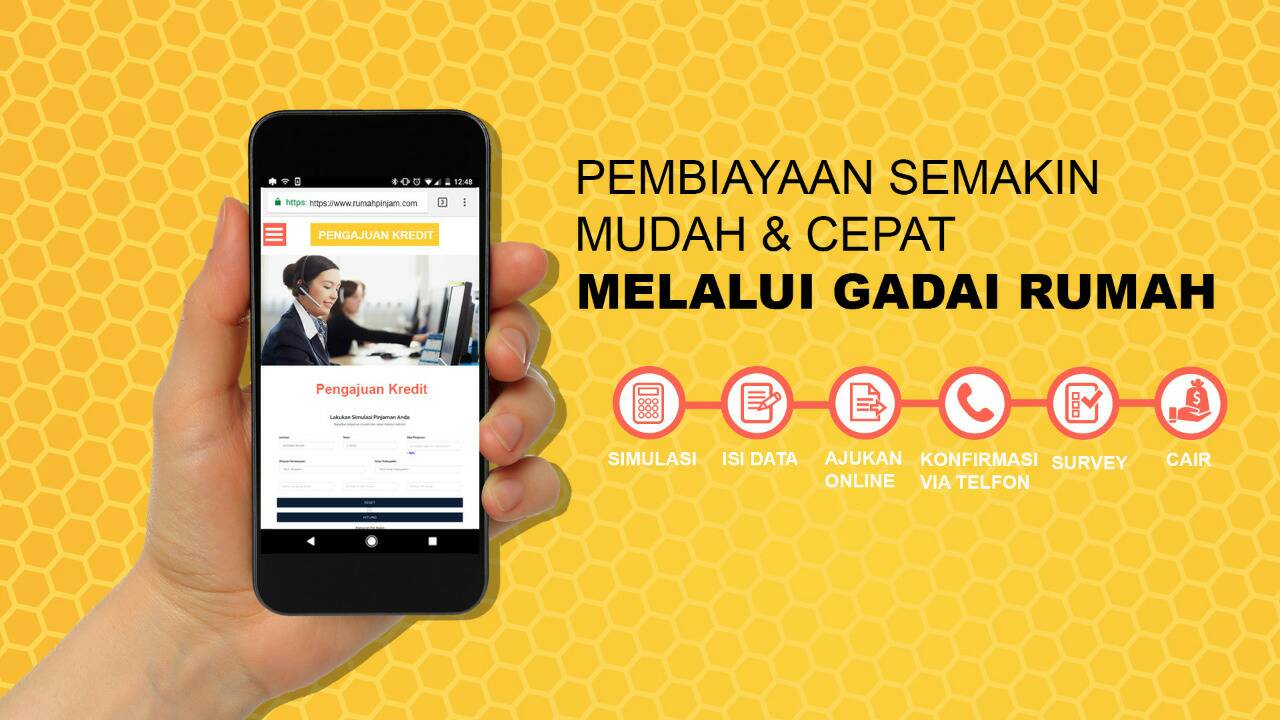 12:48
https: https://www.rumahpinjam.com
PENGAJUAN KREDIT
Pengajuan Kredit
Lakukan Simulasi Pinjaman Anda
RESET
HITUNG
PEMBIAYAAN SEMAKIN
MUDAH & CEPAT
MELALUI GADAI RUMAH
SIMULASI
ISI DATA
AJUKAN
ONLINE
KONFIRMASI
VIA TELFON
SURVEY
CAIR